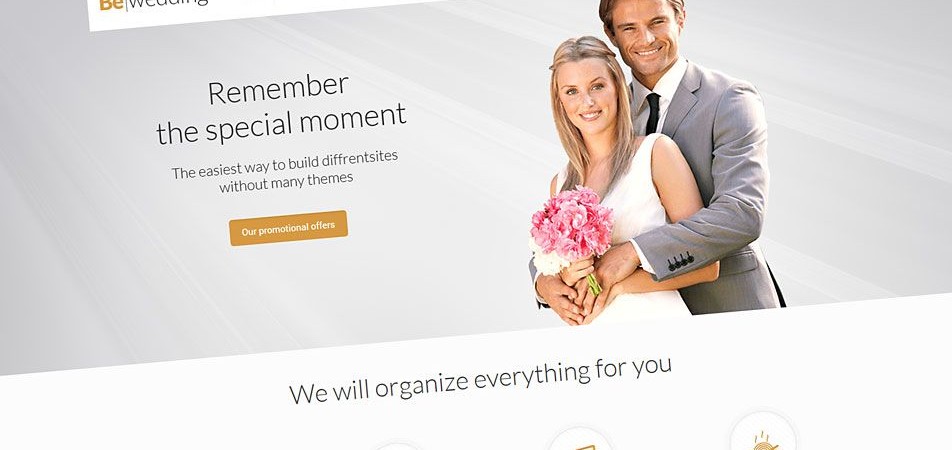 Be|wedding
Remember
the special moment
The easiest way to build diffrentsites
without many themes
Our promotional offers
We will organize everything for you